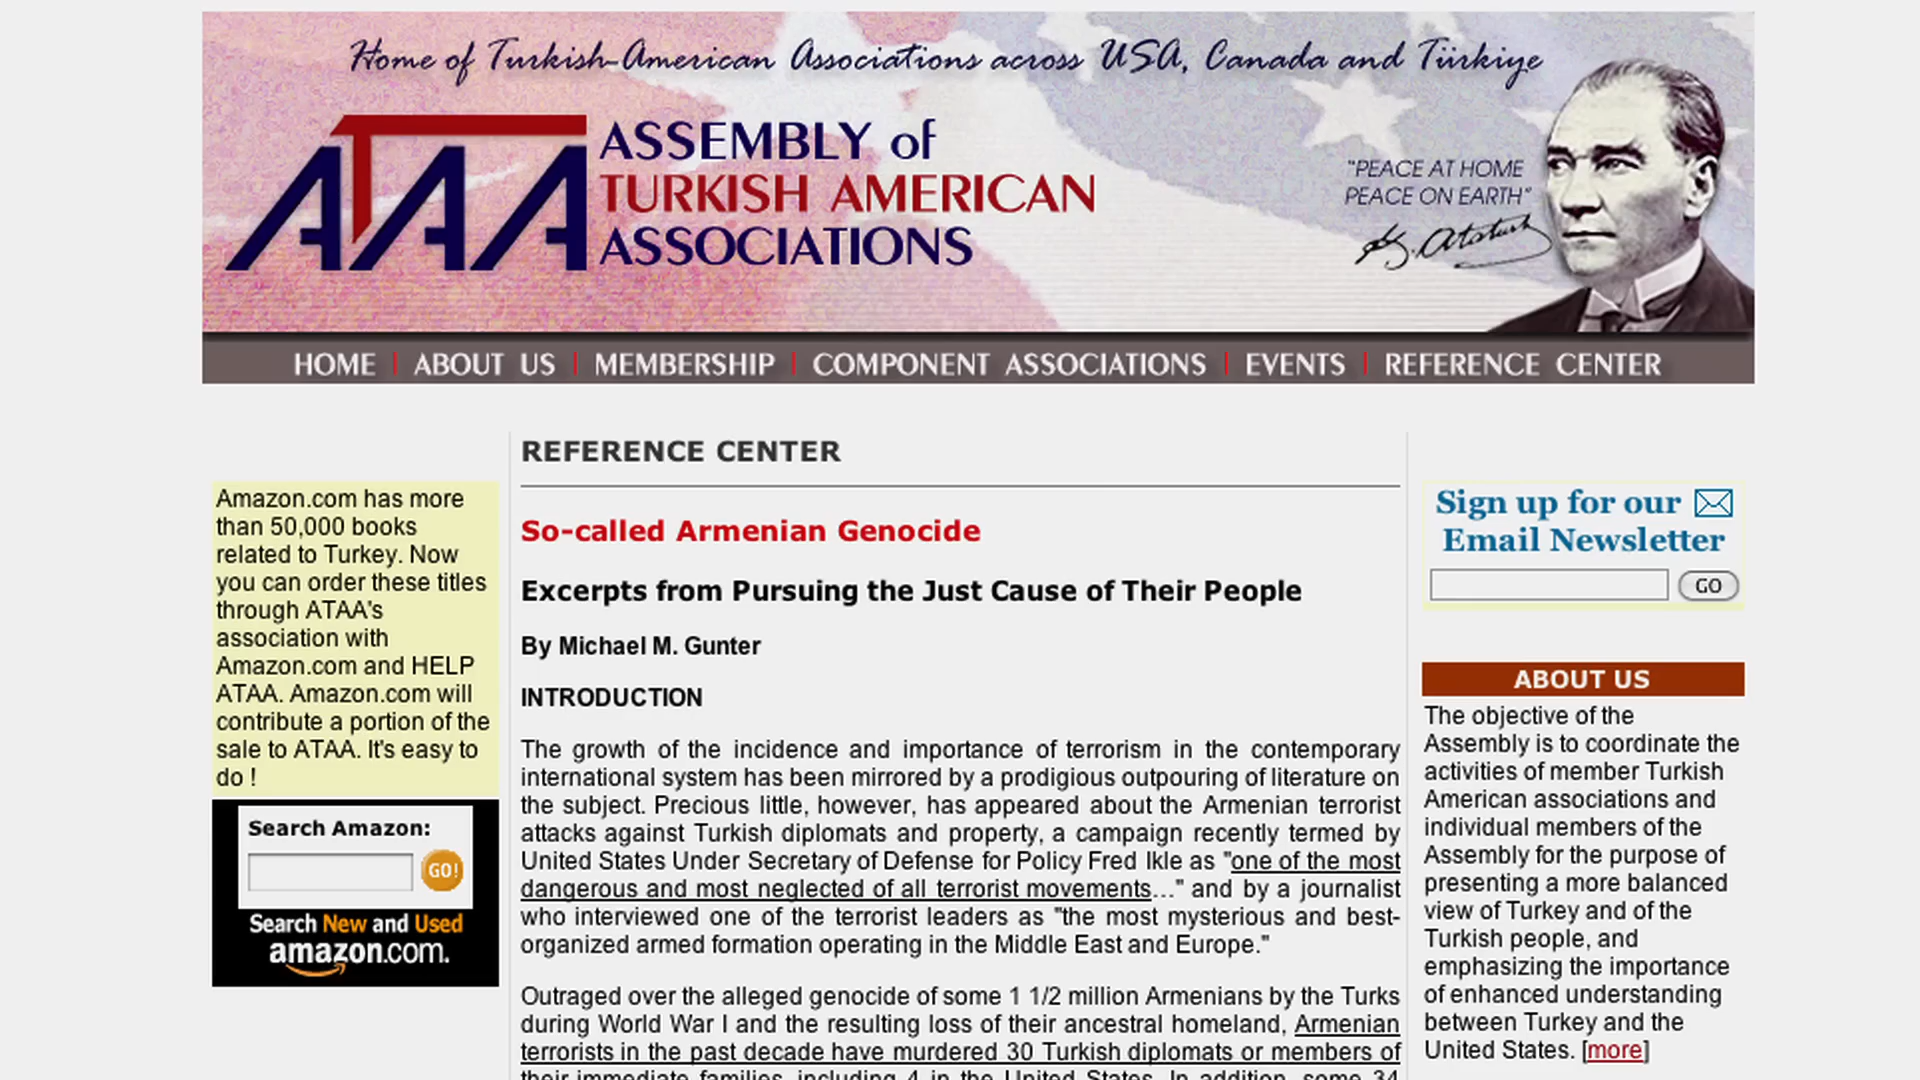 Home of Turkish-American Associations across USA, Canada and Türkiye
ATAA
ASSEMBLY of
TURKISH AMERICAN
ASSOCIATIONS
"PEACE AT HOME
PEACE ON EARTH"
K. Atatürk
HOME | ABOUT US | MEMBERSHIP | COMPONENT ASSOCIATIONS | EVENTS | REFERENCE CENTER
Amazon.com has more
than 50,000 books
related to Turkey. Now
you can order these titles
through ATAA's
association with
Amazon.com and HELP
ATAA. Amazon.com will
contribute a portion of the
sale to ATAA. It's easy to
do !
Search Amazon:
GO!
Search New and Used
amazon.com.
REFERENCE CENTER
So-called Armenian Genocide
Excerpts from Pursuing the Just Cause of Their People
By Michael M. Gunter
INTRODUCTION
The growth of the incidence and importance of terrorism in the contemporary
international system has been mirrored by a prodigious outpouring of literature on
the subject. Precious little, however, has appeared about the Armenian terrorist
attacks against Turkish diplomats and property, a campaign recently termed by
United States Under Secretary of Defense for Policy Fred Ikle as "one of the most
dangerous and most neglected of all terrorist movements..." and by a journalist
who interviewed one of the terrorist leaders as "the most mysterious and best-
organized armed formation operating in the Middle East and Europe."
Outraged over the alleged genocide of some 1 1/2 million Armenians by the Turks
during World War I and the resulting loss of their ancestral homeland, Armenian
terrorists in the past decade have murdered 30 Turkish diplomats or members of
their immediate families, including 4 in the United States. In addition, some 34
Sign up for our
Email Newsletter
GO
ABOUT US
The objective of the
Assembly is to coordinate the
activities of member Turkish
American associations and
individual members of the
Assembly for the purpose of
presenting a more balanced
view of Turkey and of the
Turkish people, and
emphasizing the importance
of enhanced understanding
between Turkey and the
United States. [more]